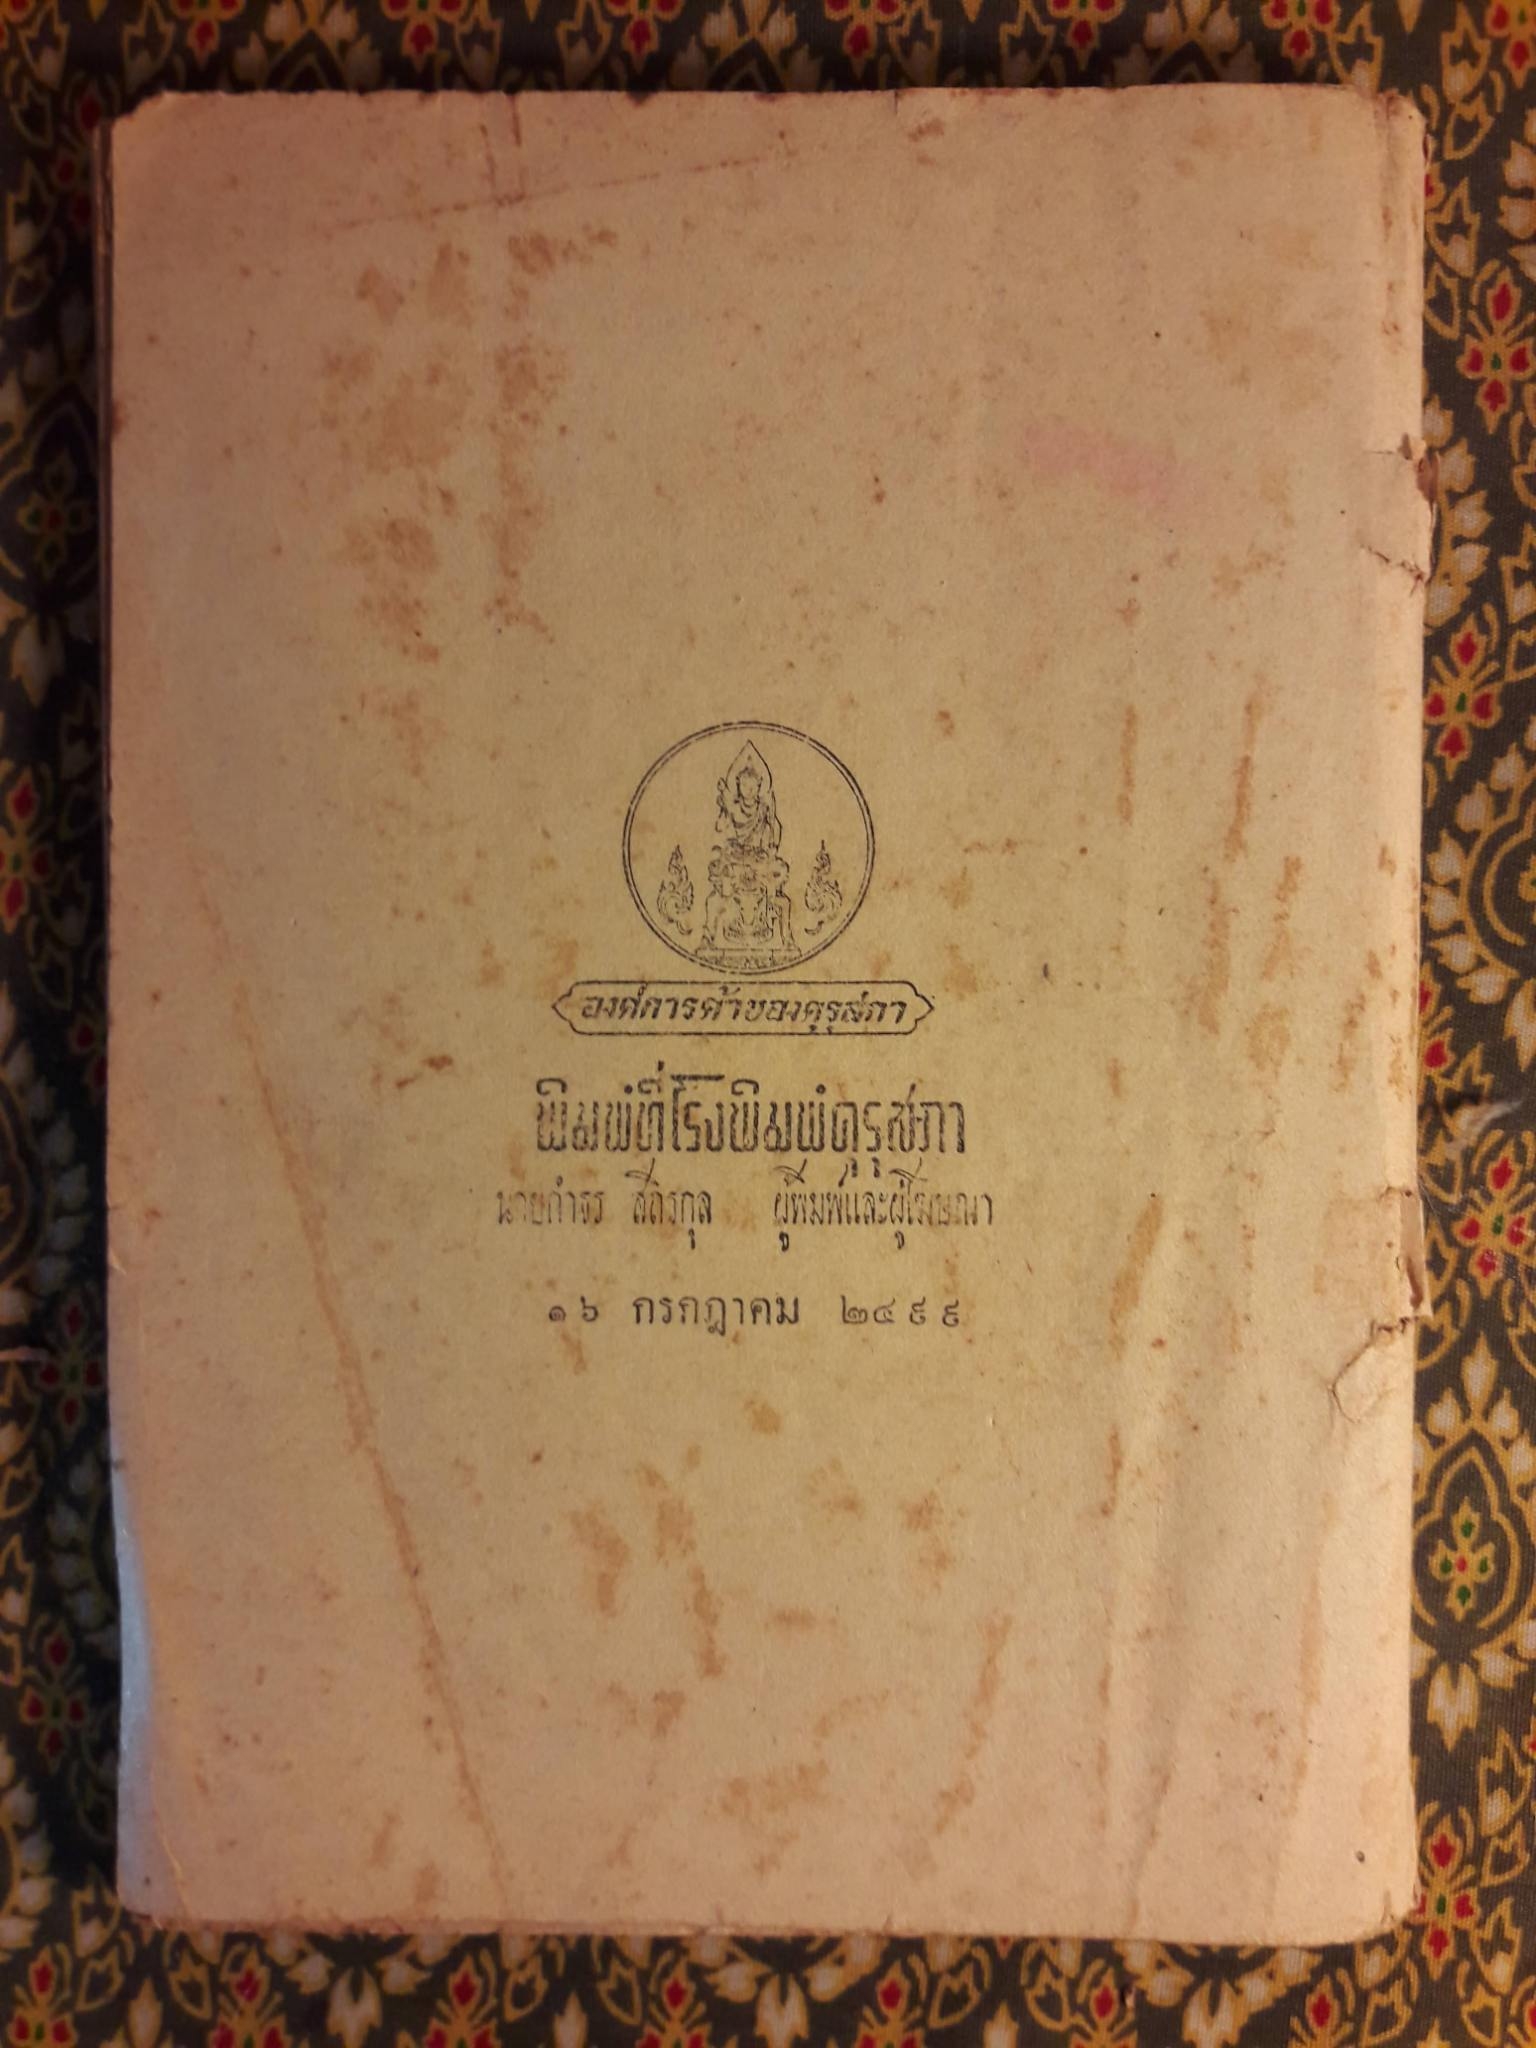 องค์การค้าของคุรุสภา
พิมพ์ที่โรงพิมพ์คุรุสภา
นายกำธร สถิรกุล ผู้พิมพ์และผู้โฆษณา
๑๖ กรกฎาคม ๒๔๙๙